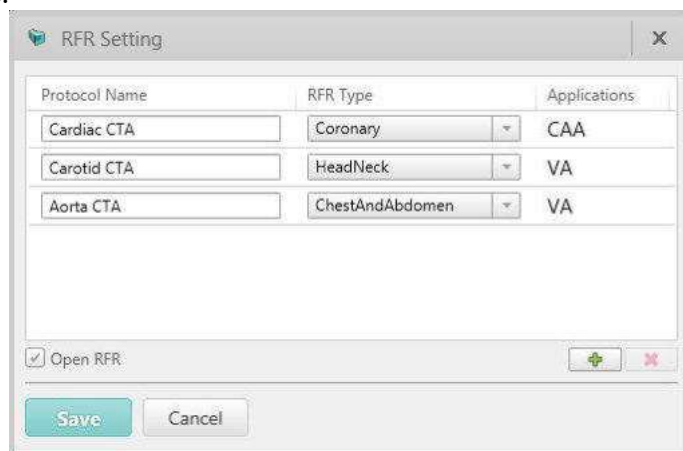 RFR Setting
Protocol Name RFR Type Applications
Cardiac CTA Coronary CAA
Carotid CTA HeadNeck VA
Aorta CTA ChestAndAbdomen VA
Open RFR
Save Cancel